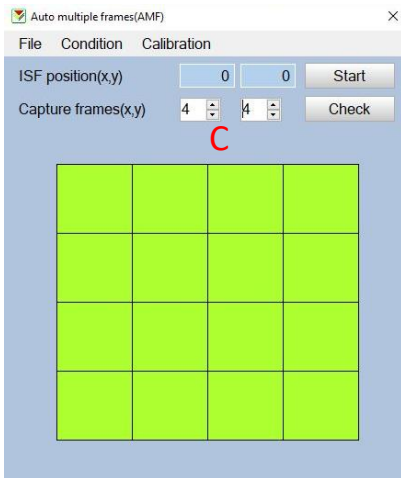 Auto multiple frames(AMF)
File Condition Calibration
ISF position(x,y) 0 0 Start
Capture frames(x,y) 4 4 Check
C